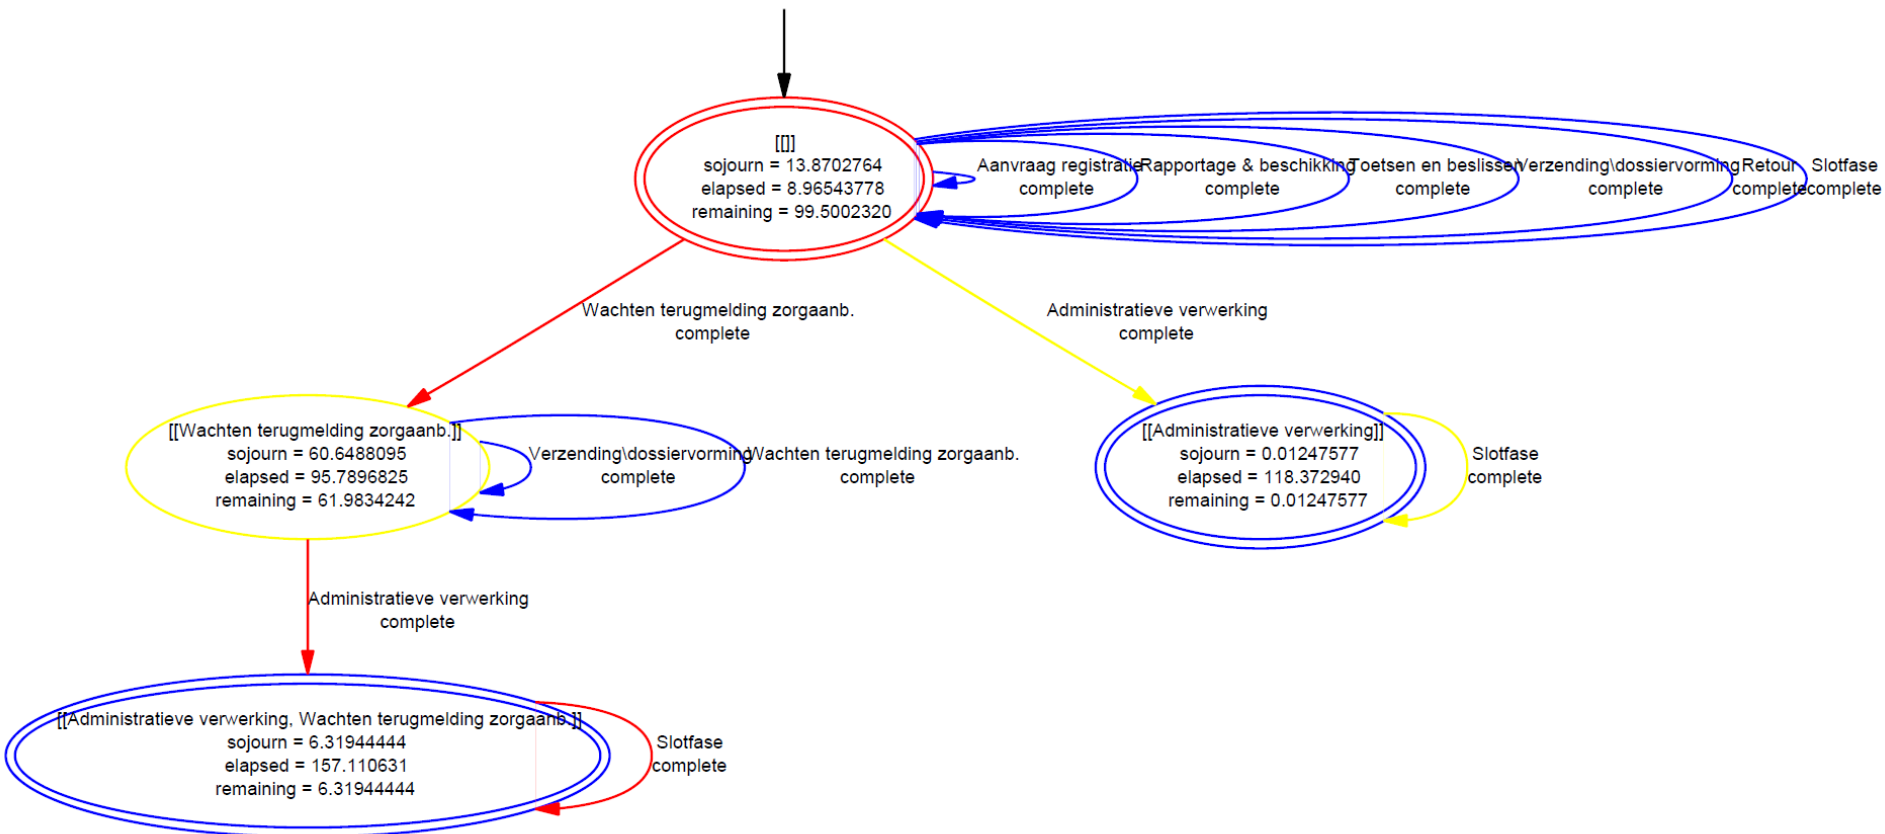 [[]]
sojourn = 13.8702764
elapsed = 8.96543778
remaining = 99.5002320
Aanvraag registratie
complete
Rapportage & beschikking
complete
Toetsen en beslissen
complete
Verzending\dossiervorming
complete
Retour
complete
Slotfase
complete
Wachten terugmelding zorgaanb.
complete
Administratieve verwerking
complete
[[Wachten terugmelding zorgaanb.]]
sojourn = 60.6488095
elapsed = 95.7896825
remaining = 61.9834242
Verzending\dossiervorming
complete
Wachten terugmelding zorgaanb.
complete
[[Administratieve verwerking]]
sojourn = 0.01247577
elapsed = 118.372940
remaining = 0.01247577
Slotfase
complete
Administratieve verwerking
complete
[[Administratieve verwerking, Wachten terugmelding zorgaanb.]]
sojourn = 6.31944444
elapsed = 157.110631
remaining = 6.31944444
Slotfase
complete